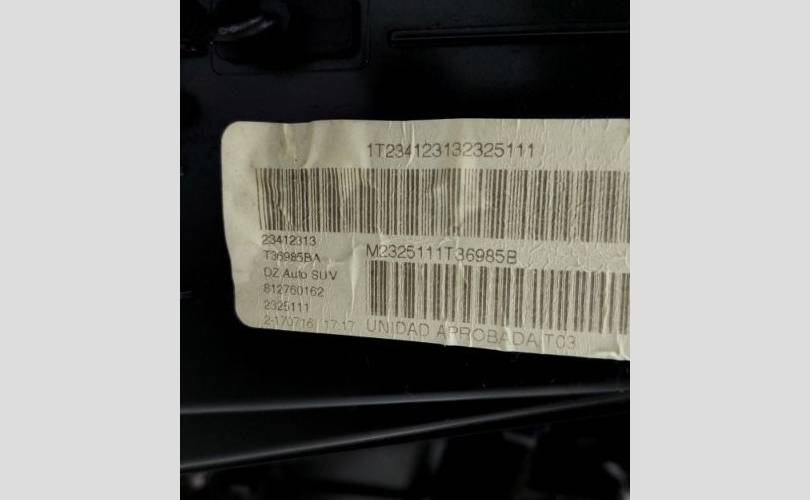 1T234123132325111
23412313
M2325111T36985B
T36985BA
DZ Auto SUV
812760162
2325111
2-170716 17:17
UNIDAD APROBADA T03